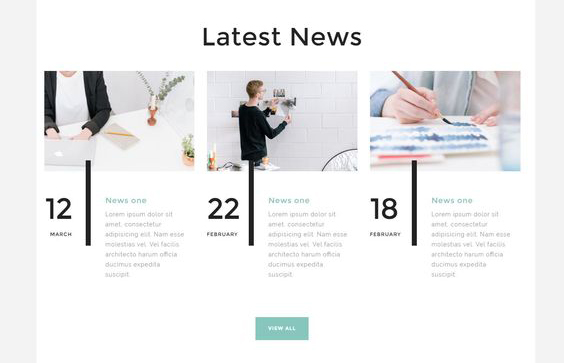 Latest News
12
MARCH
News one
Lorem ipsum dolor sit
amet, consectetur
adipisicing elit. Nam esse
molestias vel. Vel facilis
architecto harum officia
ducimus expedita
suscipit.
22
FEBRUARY
News one
Lorem ipsum dolor sit
amet, consectetur
adipisicing elit. Nam esse
molestias vel. Vel facilis
architecto harum officia
ducimus expedita
suscipit.
18
FEBRUARY
News one
Lorem ipsum dolor sit
amet, consectetur
adipisicing elit. Nam esse
molestias vel. Vel facilis
architecto harum officia
ducimus expedita
suscipit.
VIEW ALL